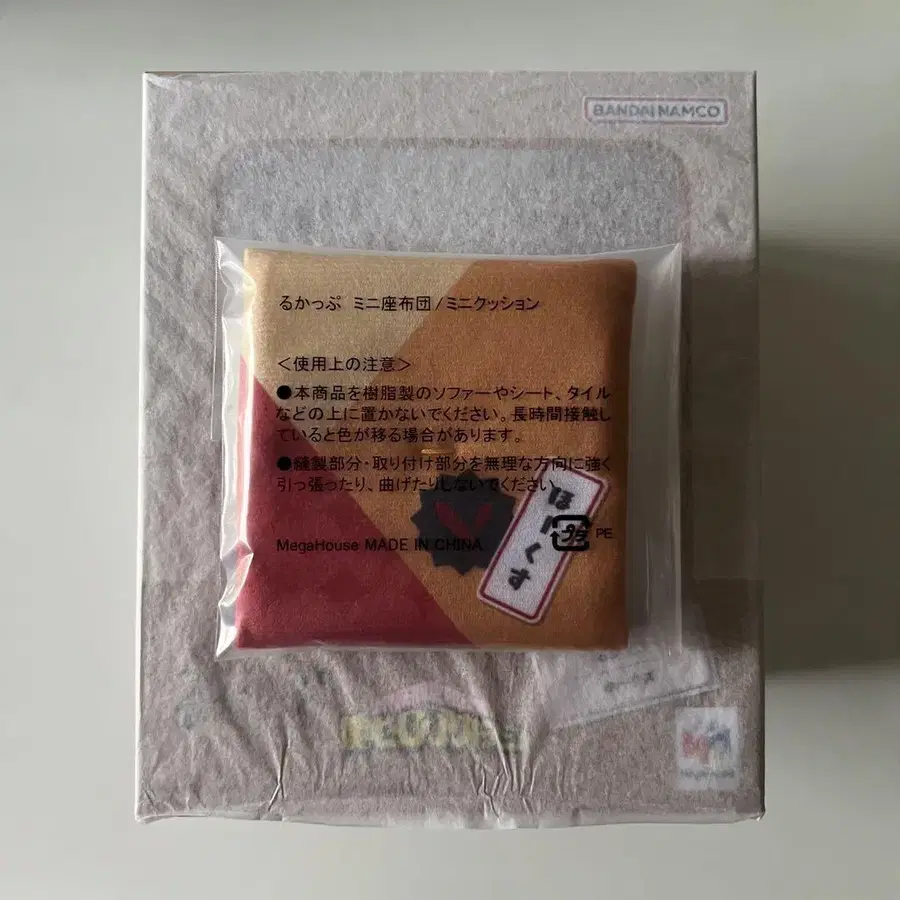 BANDAI NAMCO
るかっぷ ミニ座布団/ミニクッション
＜使用上の注意＞
●本商品を樹脂製のソファーやシート、タイル
などの上に置かないでください。長時間接触し
ていると色が移る場合があります。
●縫製部分・取り付け部分を無理な方向に強く
引っ張ったり、曲げたりしないでください。
MegaHouse MADE IN CHINA
プラ PE